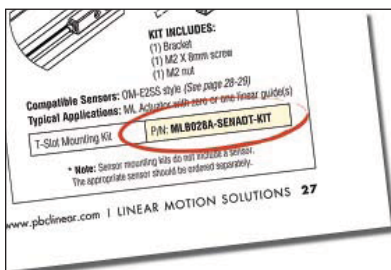 KIT INCLUDES:
(1) Bracket
(1) M2 X 8mm screw
(1) M2 nut
Compatible Sensors: OM-E2SS style (See page 28-29)
Typical Applications: ML Actuator with zero or one linear guide(s)
T-Slot Mounting Kit
P/N: MLB028A-SENADT-KIT
* Note: Sensor mounting kits do not include a sensor.
The appropriate sensor should be ordered separately.
www.pbclinear.com | LINEAR MOTION SOLUTIONS 27